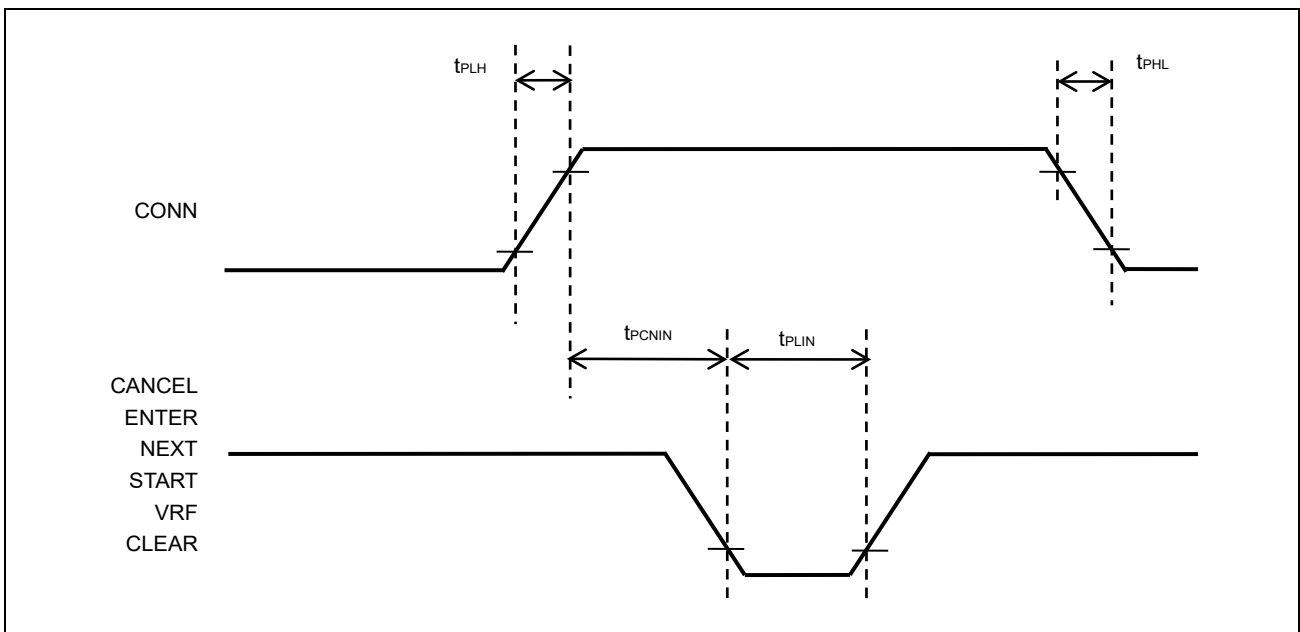 tPLH
tPHL
CONN
tPCNIN
tPLIN
CANCEL
ENTER
NEXT
START
VRF
CLEAR